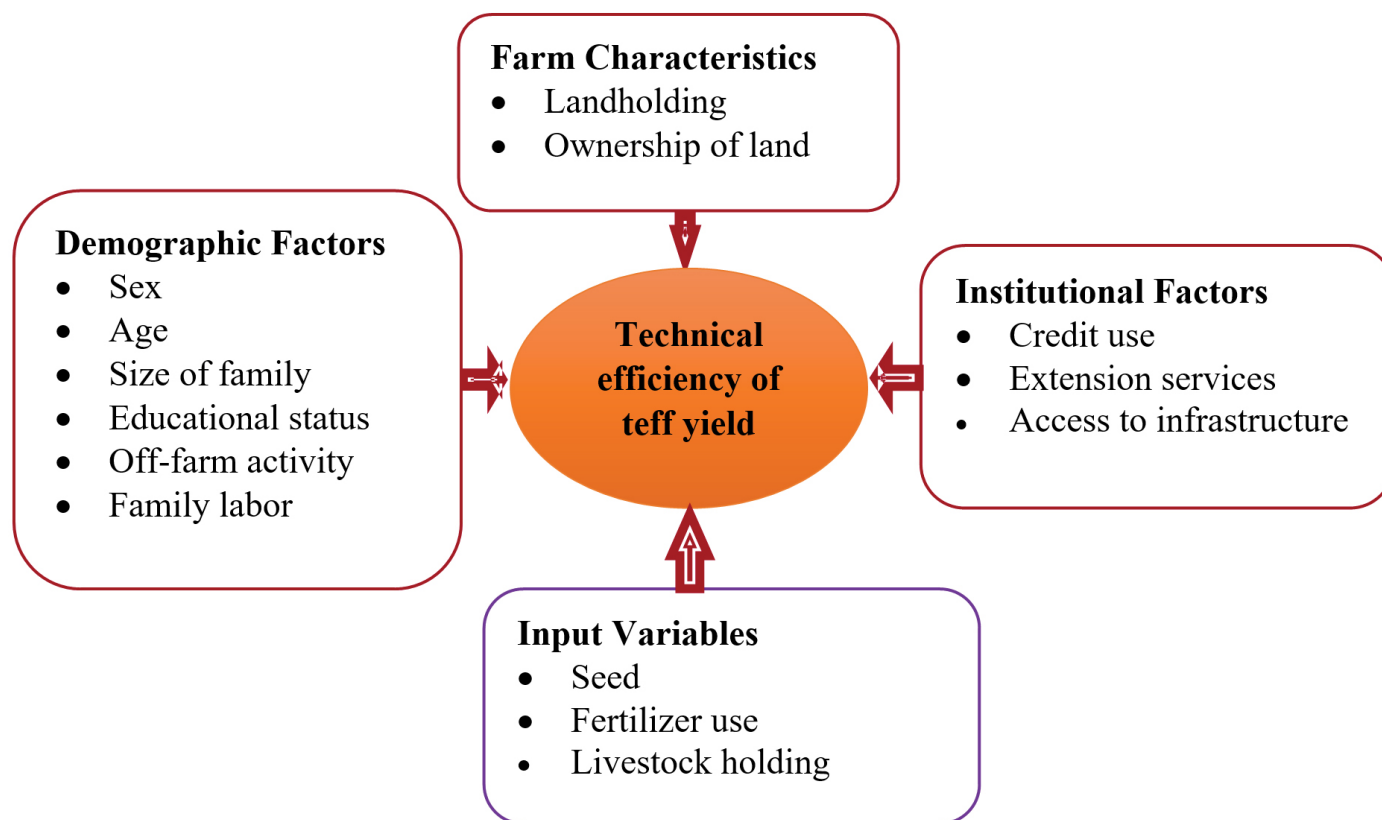 Farm Characteristics
• Landholding
• Ownership of land
Demographic Factors
• Sex
• Age
• Size of family
• Educational status
• Off-farm activity
• Family labor
Technical
efficiency of
teff yield
Institutional Factors
• Credit use
• Extension services
• Access to infrastructure
Input Variables
• Seed
• Fertilizer use
• Livestock holding